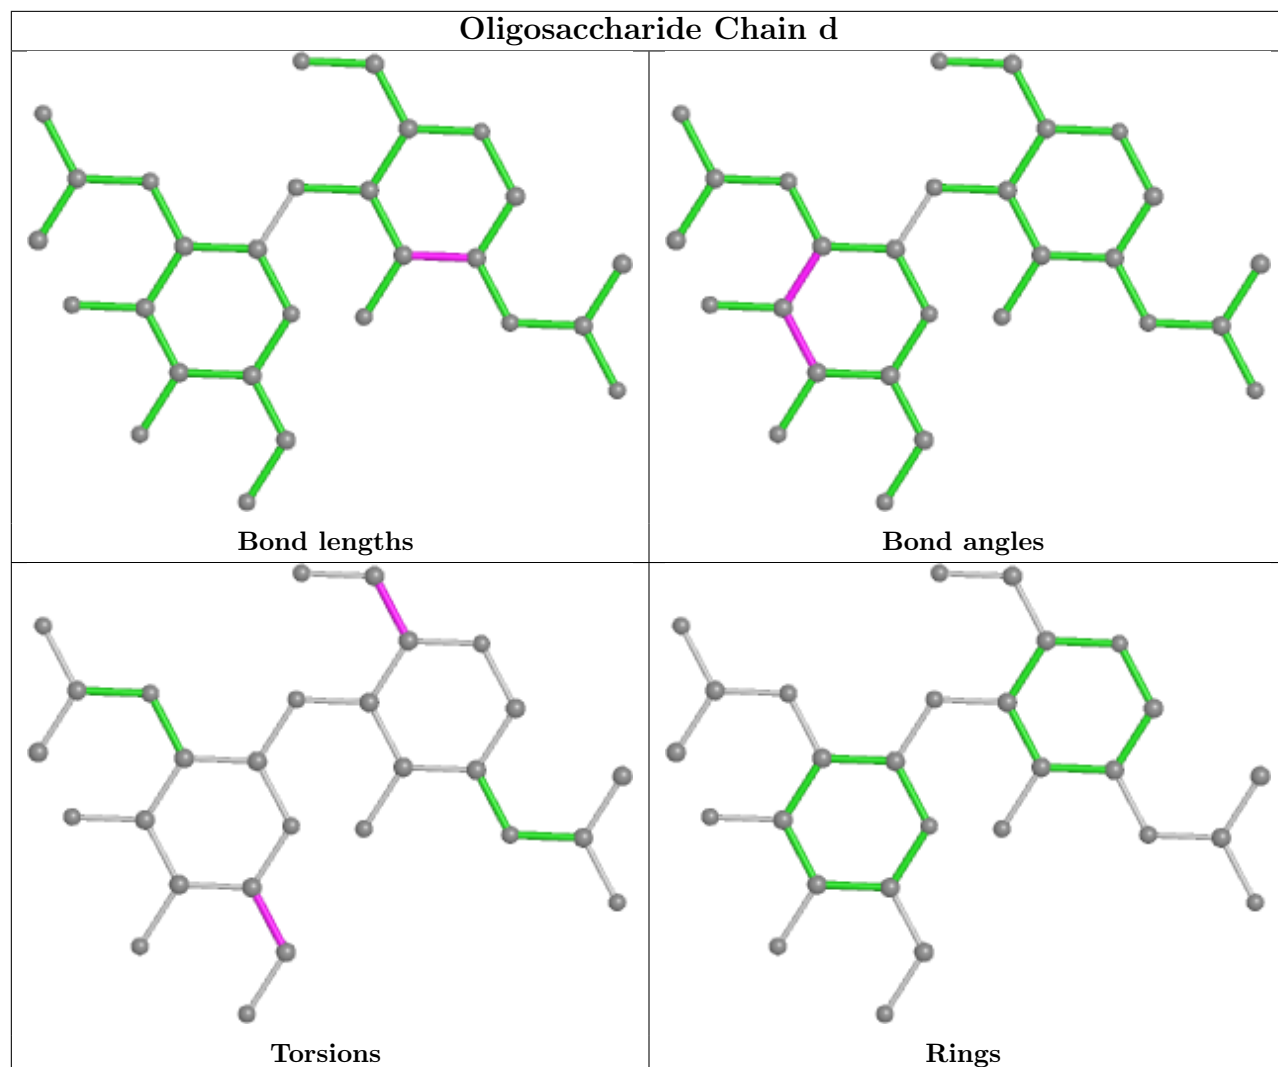 Oligosaccharide Chain d
Bond lengths
Bond angles
Torsions
Rings